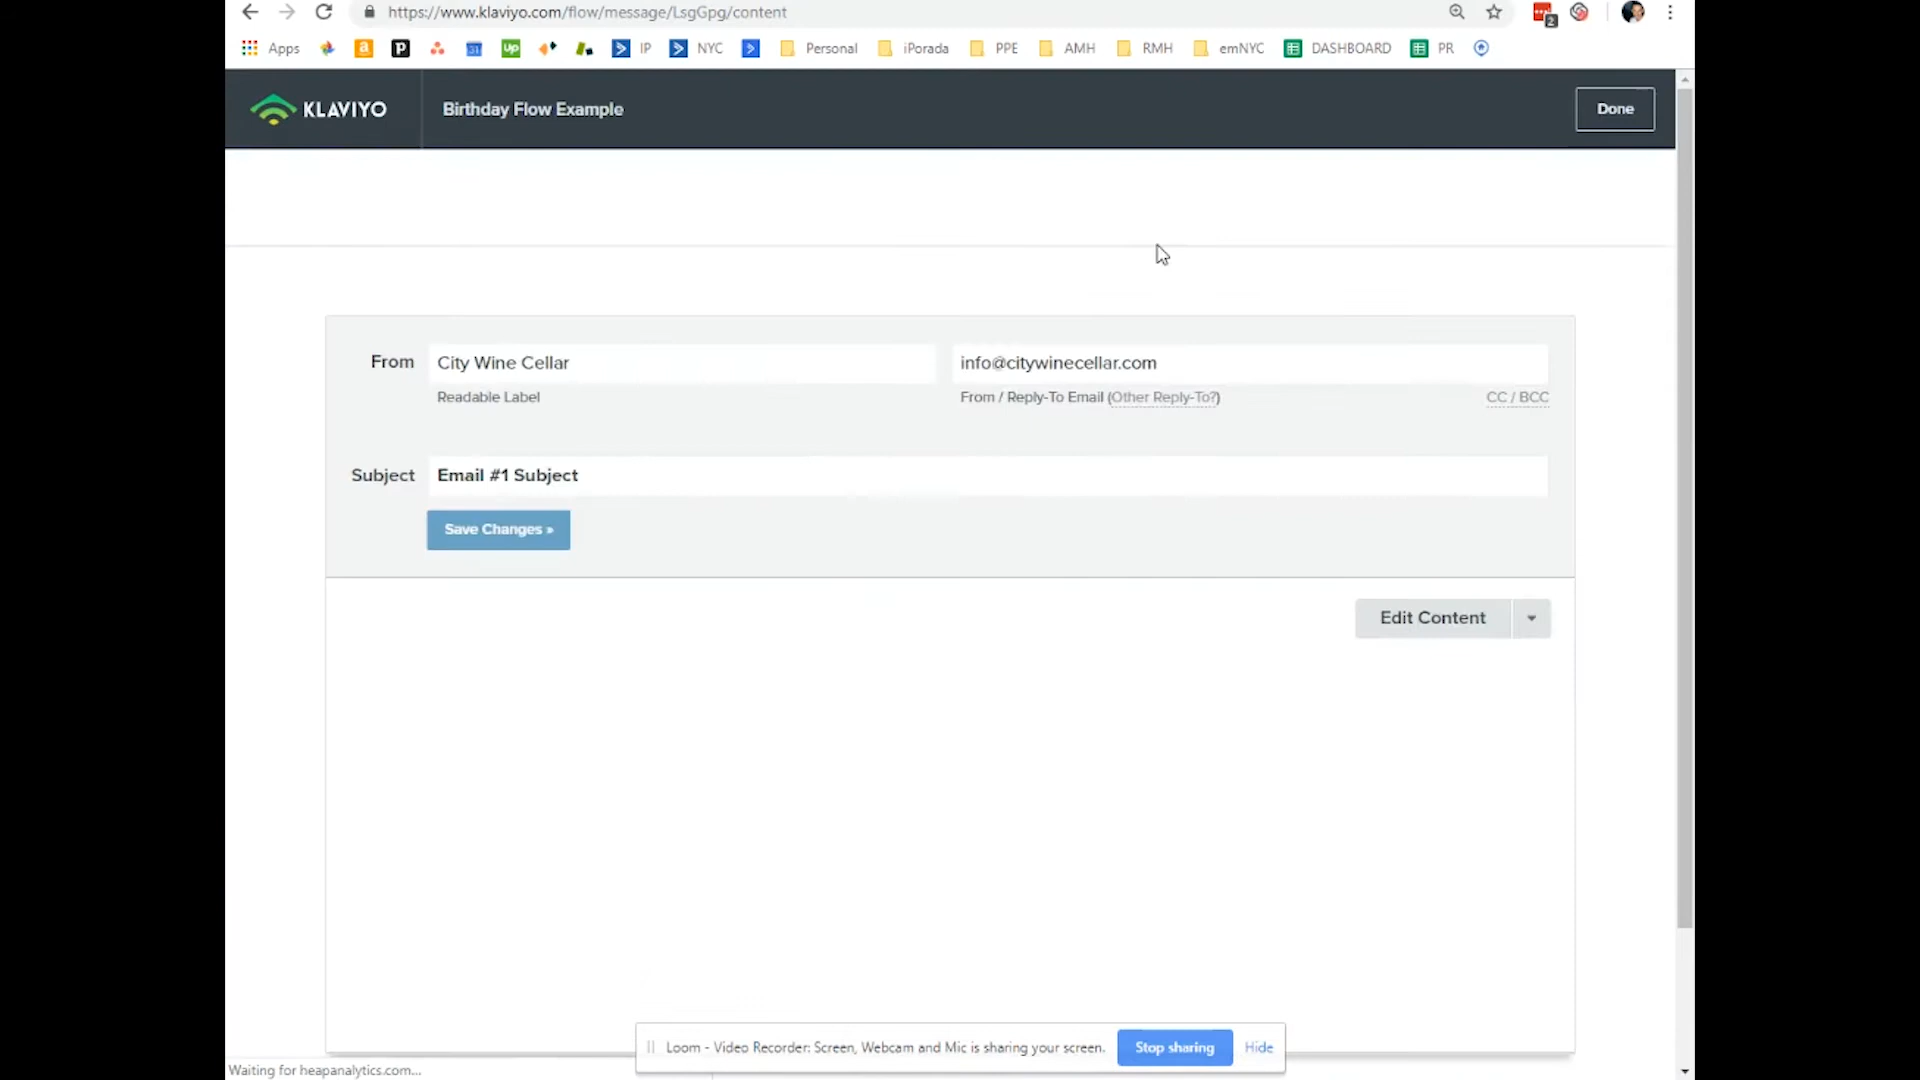 https://www.klaviyo.com/flow/message/LsgGpg/content
2
Apps a p 31 up IP NYC Personal iPorada PPE AMH RMH emNYC DASHBOARD PR
KLAVIYO Birthday Flow Example Done
From City Wine Cellar info@citywinecellar.com
Readable Label From / Reply-To Email (Other Reply-To?) CC / BCC
Subject Email #1 Subject
Save Changes »
Edit Content
Loom - Video Recorder: Screen, Webcam and Mic is sharing your screen. Stop sharing Hide
Waiting for heapanalytics.com...